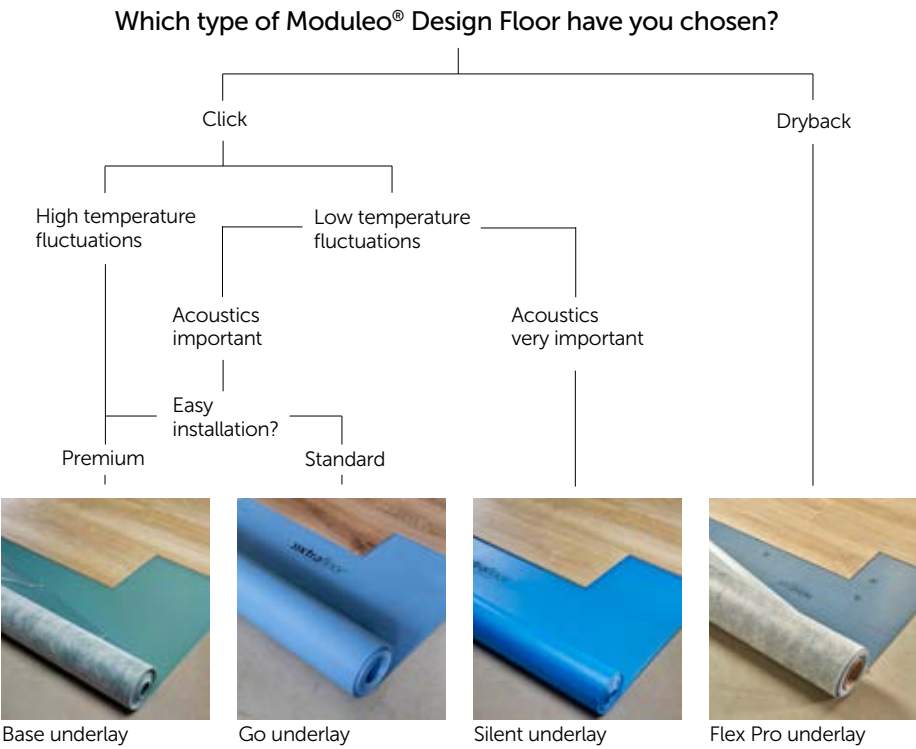 Which type of Moduleo® Design Floor have you chosen?
Click
Dryback
High temperature
fluctuations
Low temperature
fluctuations
Acoustics
important
Acoustics
very important
Easy
installation?
Premium
Standard
xtrafloor
Base underlay
Go underlay
Silent underlay
Flex Pro underlay